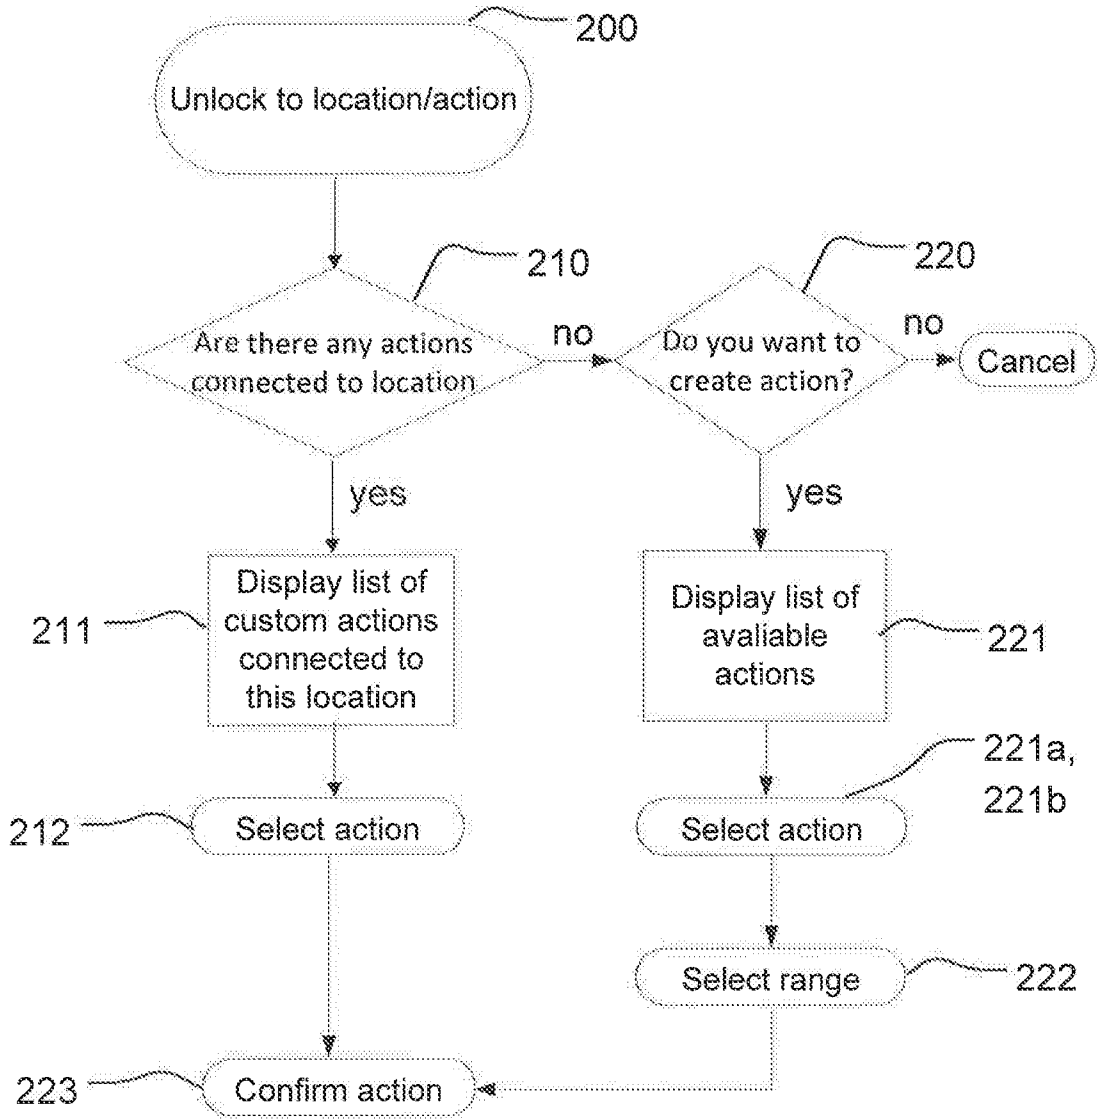 200
Unlock to location/action
210
220
Are there any actions
connected to location
no
Do you want to
create action?
no
Cancel
yes
yes
211
Display list of
custom actions
connected to
this location
Display list of
avaliable
actions
221
221a,
221b
212
Select action
Select action
Select range
222
223
Confirm action